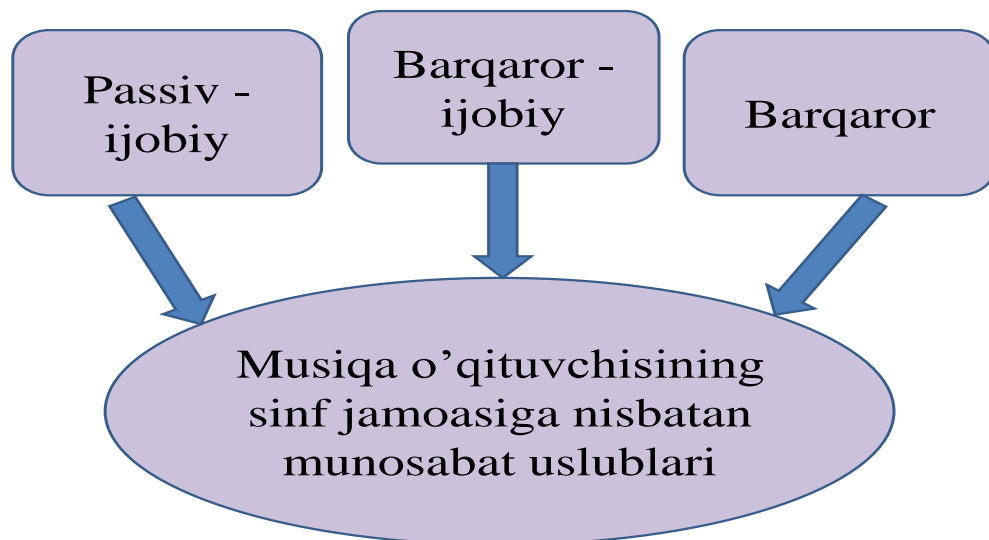 Passiv -
ijobiy
Barqaror -
ijobiy
Barqaror
Musiqa o’qituvchisining
sinf jamoasiga nisbatan
munosabat uslublari